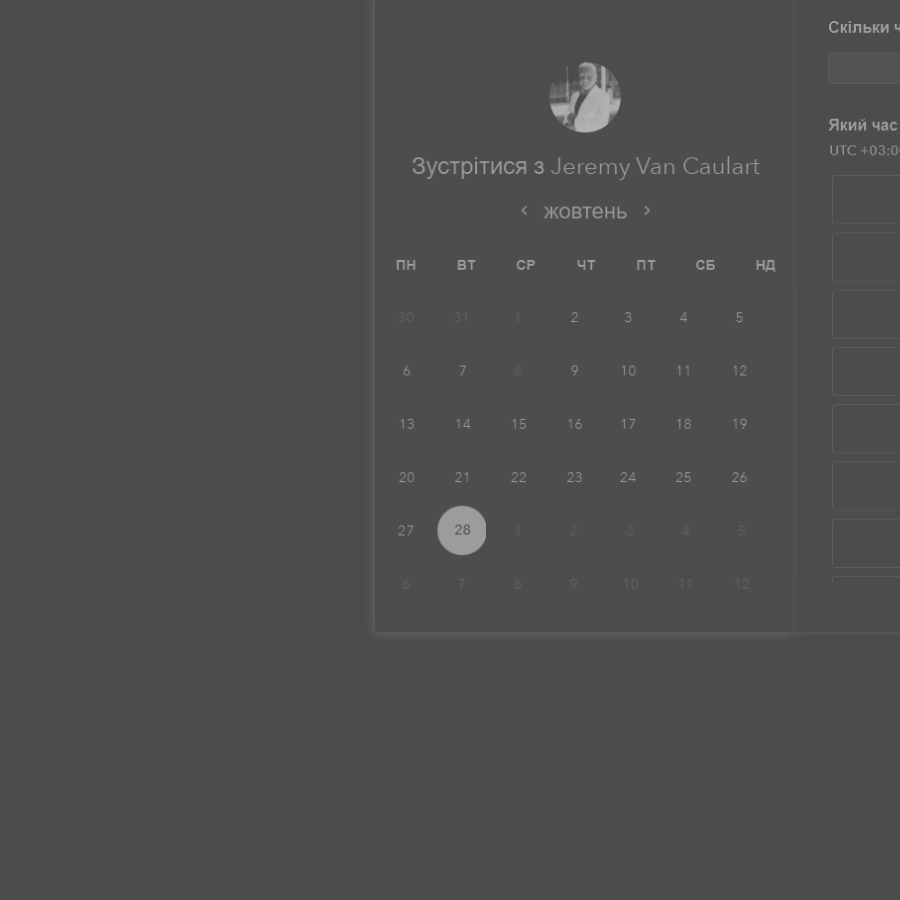 Скільки
Який час
UTC +03:0
Зустрітися з Jeremy Van Caulart
< жовтень >
ПН ВТ СР ЧТ ПТ СБ НД
30 31 1 2 3 4 5
6 7 8 9 10 11 12
13 14 15 16 17 18 19
20 21 22 23 24 25 26
27 28 1 2 3 4 5
6 7 8 9 10 11 12